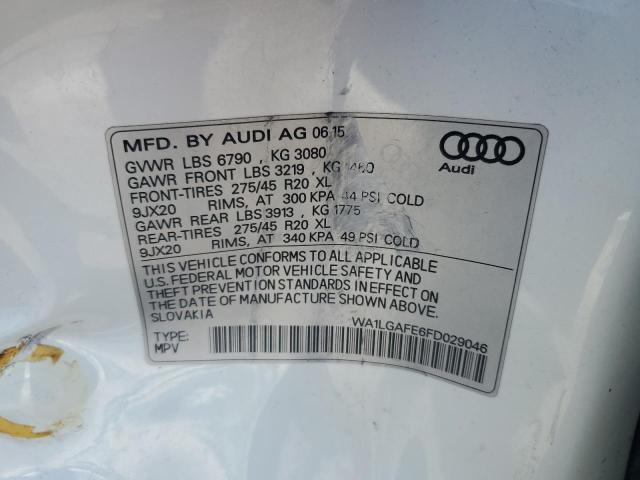 MFD. BY AUDI AG 06.15
GVWR LBS 6790 , KG 3080
GAWR FRONT LBS 3219 , KG 1460
FRONT-TIRES 275/45 R20 XL
9JX20 RIMS, AT 300 KPA 44 PSI COLD
GAWR REAR LBS 3913 , KG 1775
REAR-TIRES 275/45 R20 XL
9JX20 RIMS, AT 340 KPA 49 PSI COLD
THIS VEHICLE CONFORMS TO ALL APPLICABLE
U.S. FEDERAL MOTOR VEHICLE SAFETY AND
THEFT PREVENTION STANDARDS IN EFFECT ON
THE DATE OF MANUFACTURE SHOWN ABOVE.
SLOVAKIA
WA1LGAFE6FD029046
TYPE:
MPV
Audi